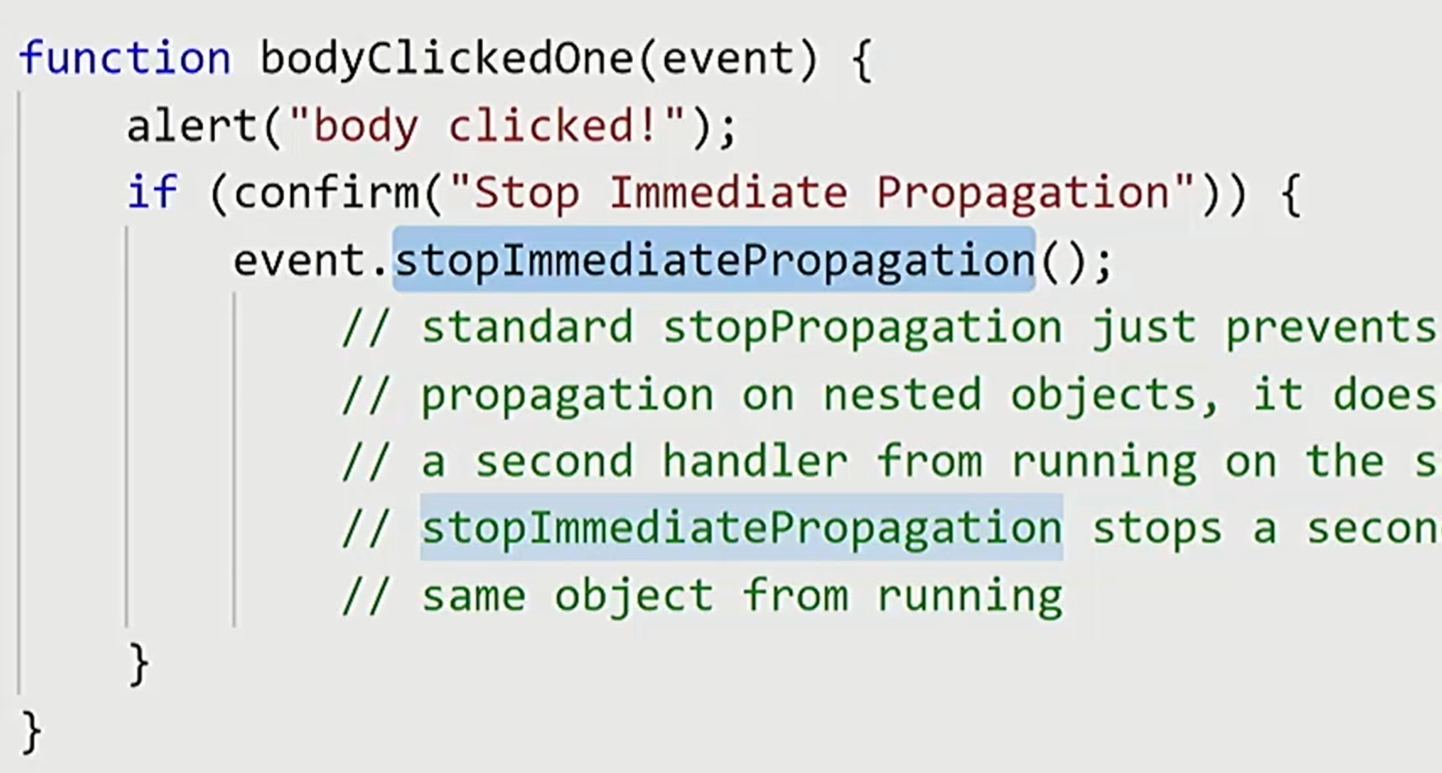 function bodyClickedOne(event) {
alert("body clicked!");
if (confirm("Stop Immediate Propagation")) {
event.stopImmediatePropagation();
// standard stopPropagation just prevents
// propagation on nested objects, it does
// a second handler from running on the
// stopImmediatePropagation stops a
// same object from running
}
}